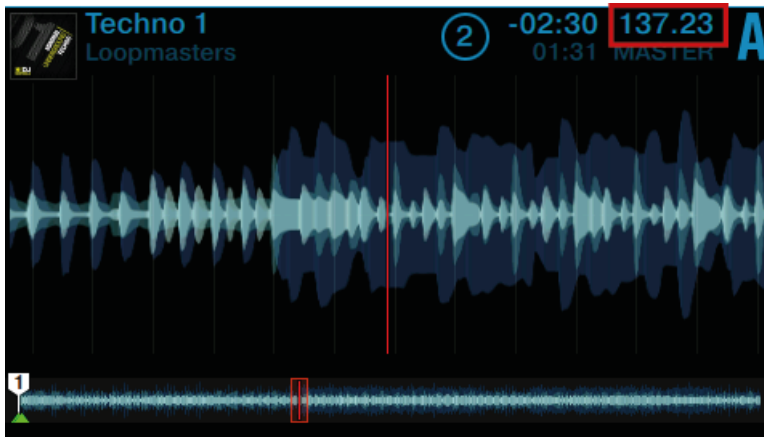 Techno 1
Loopmasters
2
-02:30
01:31
137.23
MASTER
A
1